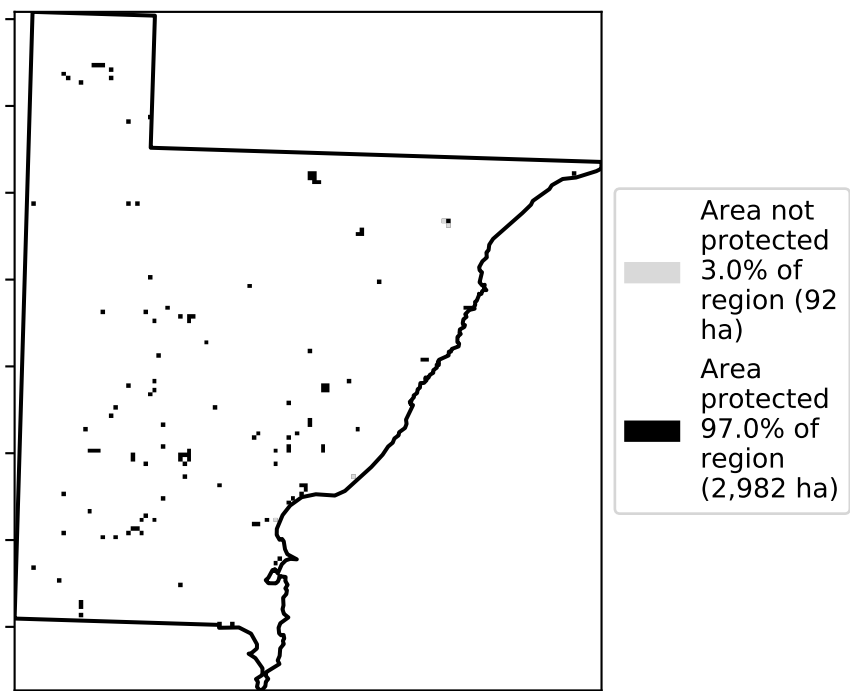 Area not
protected
3.0% of
region (92
ha)
Area
protected
97.0% of
region
(2,982 ha)